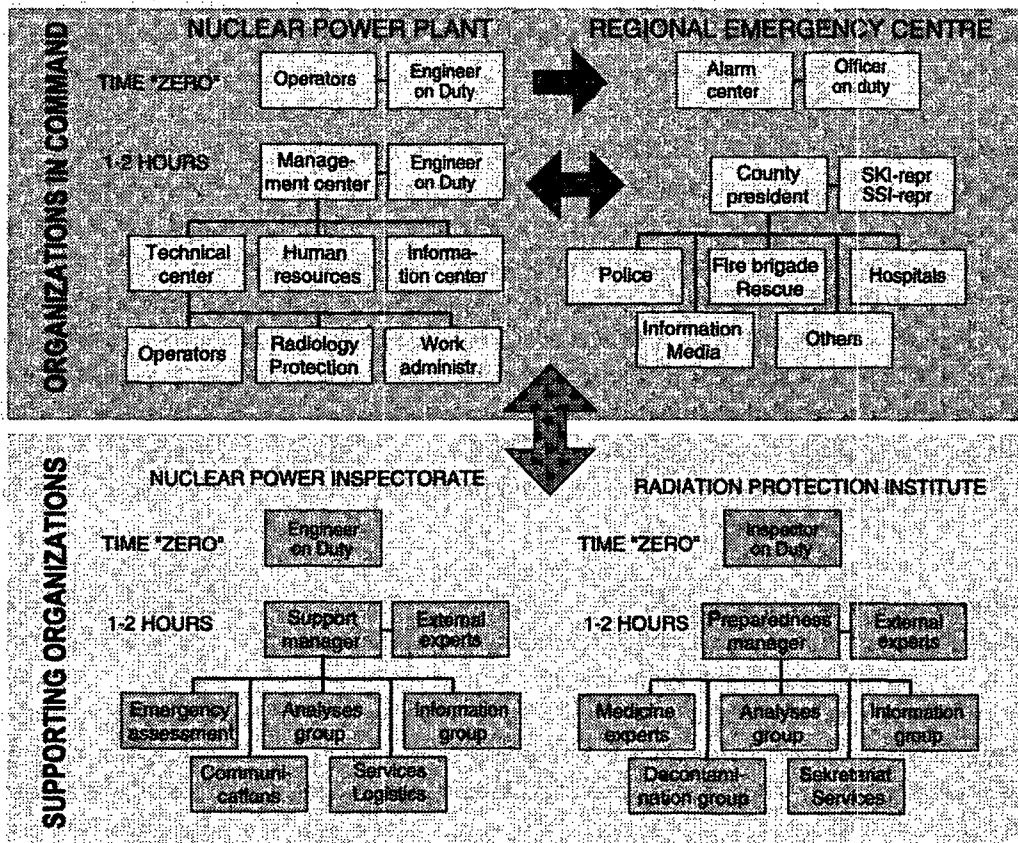 ORGANIZATIONS IN COMMAND
NUCLEAR POWER PLANT
REGIONAL EMERGENCY CENTRE
TIME "ZERO"
Operators
Engineer
on Duty
Alarm
center
Officer
on duty
1-2 HOURS
Manage-
ment center
Engineer
on Duty
County
president
SKI-repr
SSI-repr
Technical
center
Human
resources
Informa-
tion center
Police
Fire brigade
Rescue
Hospitals
Operators
Radiology
Protection
Work
administr.
Information
Media
Others
SUPPORTING ORGANIZATIONS
NUCLEAR POWER INSPECTORATE
TIME "ZERO"
Engineer
on Duty
1-2 HOURS
Support
manager
External
experts
Emergency
assessment
Analyses
group
Information
group
Communi-
cations
Services
Logistics
RADIATION PROTECTION INSTITUTE
TIME "ZERO"
Inspector
on Duty
1-2 HOURS
Preparedness
manager
External
experts
Medicine
experts
Analyses
group
Information
group
Decontami-
nation group
Sekretariat
Services